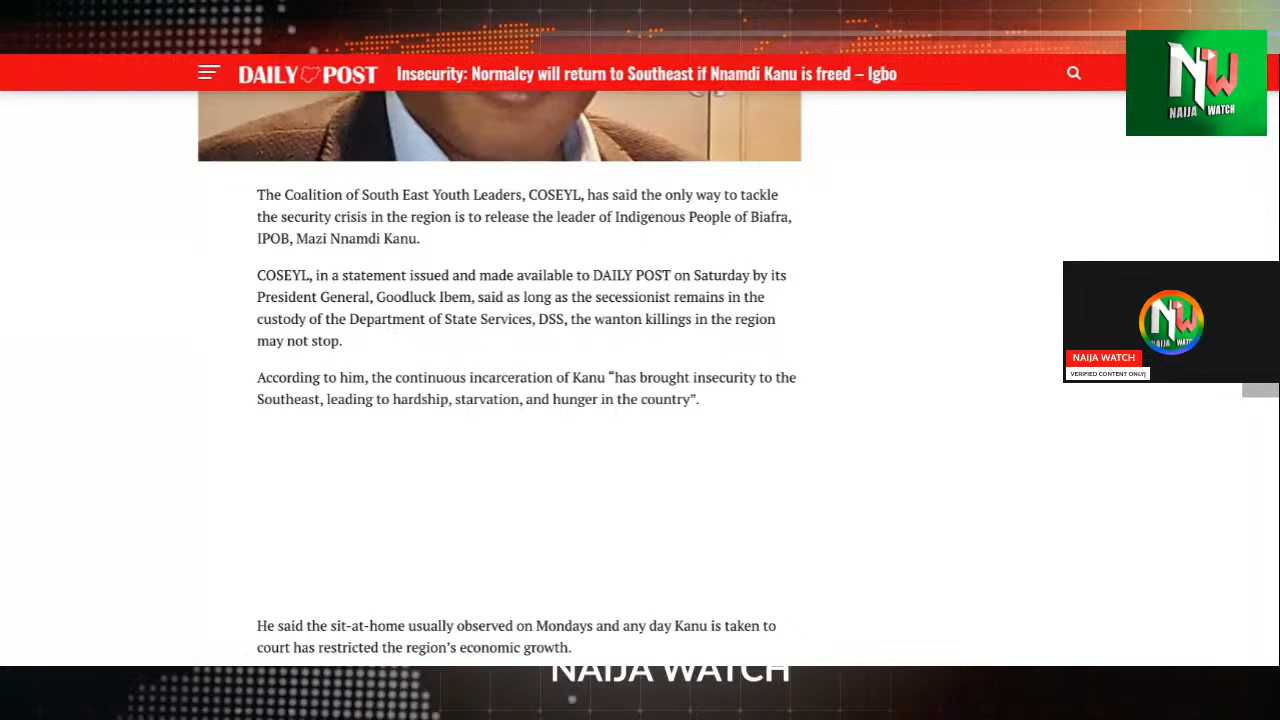 DAILY POST
Insecurity: Normalcy will return to Southeast if Nnamdi Kanu is freed – Igbo
NW
NAIJA WATCH
The Coalition of South East Youth Leaders, COSEYL, has said the only way to tackle
the security crisis in the region is to release the leader of Indigenous People of Biafra,
IPOB, Mazi Nnamdi Kanu.
COSEYL, in a statement issued and made available to DAILY POST on Saturday by its
President General, Goodluck Ibem, said as long as the secessionist remains in the
custody of the Department of State Services, DSS, the wanton killings in the region
may not stop.
According to him, the continuous incarceration of Kanu “has brought insecurity to the
Southeast, leading to hardship, starvation, and hunger in the country”.
NW
NAIJA WATCH
NAIJA WATCH
VERIFIED CONTENT ONLY|
He said the sit-at-home usually observed on Mondays and any day Kanu is taken to
court has restricted the region’s economic growth.
NAIJA WATCH